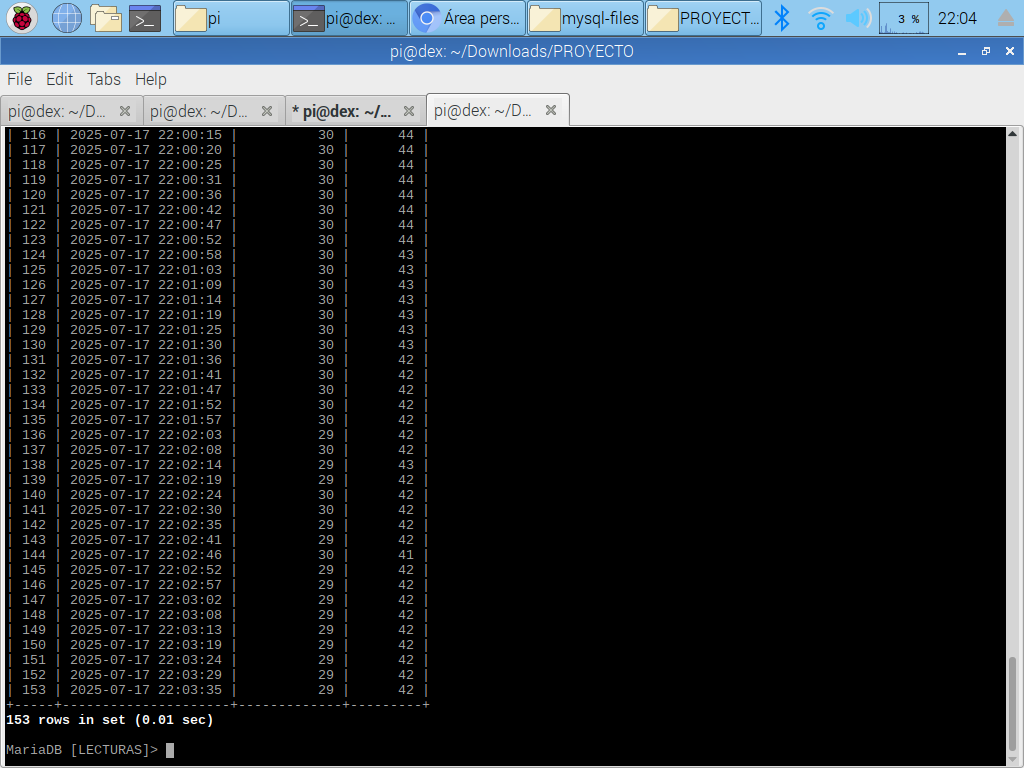 pi
pi@dex: ...
Área pers...
mysql-files
PROYECT...
3 %
22:04
pi@dex: ~/Downloads/PROYECTO
File Edit Tabs Help
pi@dex: ~/D...
pi@dex: ~/D...
* pi@dex: ~/...
pi@dex: ~/D...
| 116 | 2025-07-17 22:00:15 | 30 | 44 |
| 117 | 2025-07-17 22:00:20 | 30 | 44 |
| 118 | 2025-07-17 22:00:25 | 30 | 44 |
| 119 | 2025-07-17 22:00:31 | 30 | 44 |
| 120 | 2025-07-17 22:00:36 | 30 | 44 |
| 121 | 2025-07-17 22:00:42 | 30 | 44 |
| 122 | 2025-07-17 22:00:47 | 30 | 44 |
| 123 | 2025-07-17 22:00:52 | 30 | 44 |
| 124 | 2025-07-17 22:00:58 | 30 | 43 |
| 125 | 2025-07-17 22:01:03 | 30 | 43 |
| 126 | 2025-07-17 22:01:09 | 30 | 43 |
| 127 | 2025-07-17 22:01:14 | 30 | 43 |
| 128 | 2025-07-17 22:01:19 | 30 | 43 |
| 129 | 2025-07-17 22:01:25 | 30 | 43 |
| 130 | 2025-07-17 22:01:30 | 30 | 43 |
| 131 | 2025-07-17 22:01:36 | 30 | 42 |
| 132 | 2025-07-17 22:01:41 | 30 | 42 |
| 133 | 2025-07-17 22:01:47 | 30 | 42 |
| 134 | 2025-07-17 22:01:52 | 30 | 42 |
| 135 | 2025-07-17 22:01:57 | 30 | 42 |
| 136 | 2025-07-17 22:02:03 | 29 | 42 |
| 137 | 2025-07-17 22:02:08 | 30 | 42 |
| 138 | 2025-07-17 22:02:14 | 29 | 43 |
| 139 | 2025-07-17 22:02:19 | 29 | 42 |
| 140 | 2025-07-17 22:02:24 | 30 | 42 |
| 141 | 2025-07-17 22:02:30 | 30 | 42 |
| 142 | 2025-07-17 22:02:35 | 29 | 42 |
| 143 | 2025-07-17 22:02:41 | 29 | 42 |
| 144 | 2025-07-17 22:02:46 | 30 | 41 |
| 145 | 2025-07-17 22:02:52 | 29 | 42 |
| 146 | 2025-07-17 22:02:57 | 29 | 42 |
| 147 | 2025-07-17 22:03:02 | 29 | 42 |
| 148 | 2025-07-17 22:03:08 | 29 | 42 |
| 149 | 2025-07-17 22:03:13 | 29 | 42 |
| 150 | 2025-07-17 22:03:19 | 29 | 42 |
| 151 | 2025-07-17 22:03:24 | 29 | 42 |
| 152 | 2025-07-17 22:03:29 | 29 | 42 |
| 153 | 2025-07-17 22:03:35 | 29 | 42 |
+-----+---------------------+-------------+---------+
153 rows in set (0.01 sec)
MariaDB [LECTURAS]>